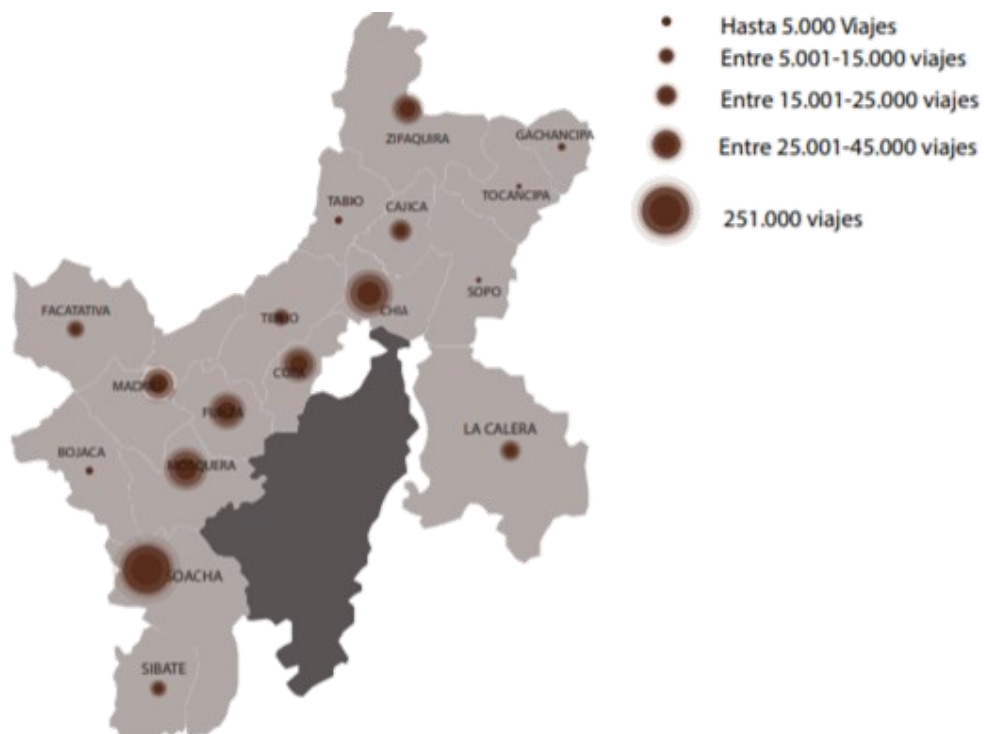 Hasta 5.000 Viajes
Entre 5.001-15.000 viajes
Entre 15.001-25.000 viajes
Entre 25.001-45.000 viajes
251.000 viajes
ZIPAQUIRA
GACHANCIPA
TOCANCIPA
TABIO
CAJICA
SOPO
FACATATIVA
TENJO
CHIA
COTA
MADRID
FUNZA
LA CALERA
BOJACA
MOSQUERA
SOACHA
SIBATE